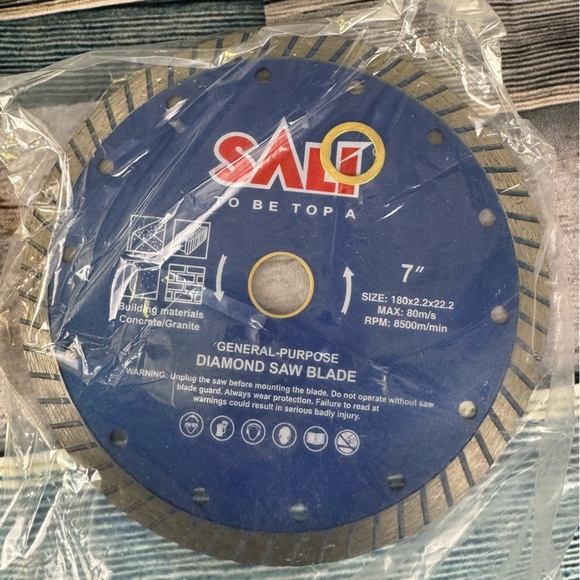 SALI
TO BE TOP A
7"
SIZE: 180x2.2x22.2
MAX: 80m/s
RPM: 8500m/min
Building materials
Concrete/Granite
GENERAL-PURPOSE
DIAMOND SAW BLADE
WARNING: Unplug the saw before mounting the blade. Do not operate without saw
blade guard. Always wear protection. Failure to read at
warnings could result in serious badly injury.